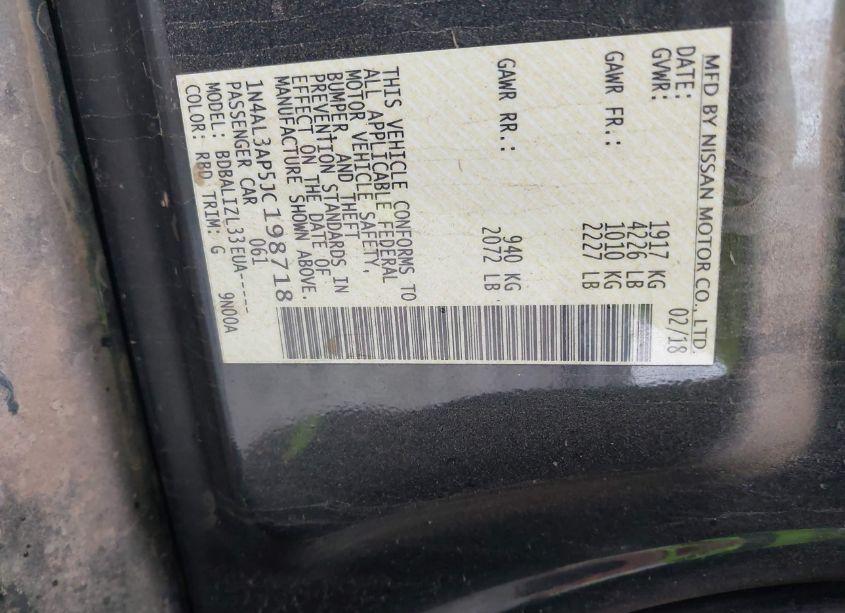 MFD BY NISSAN MOTOR CO., LTD.
DATE: 02/18
GVWR: 1917 KG
4226 LB
GAWR FR.: 1010 KG
2227 LB
GAWR RR.: 940 KG
2072 LB
THIS VEHICLE CONFORMS TO
ALL APPLICABLE FEDERAL
MOTOR VEHICLE SAFETY,
BUMPER, AND THEFT
PREVENTION STANDARDS IN
EFFECT ON THE DATE OF
MANUFACTURE SHOWN ABOVE.
1N4AL3AP5JC198718
PASSENGER CAR 061
MODEL: BDBALIZL33EUA-----
COLOR: RBD TRIM: G 9N00A